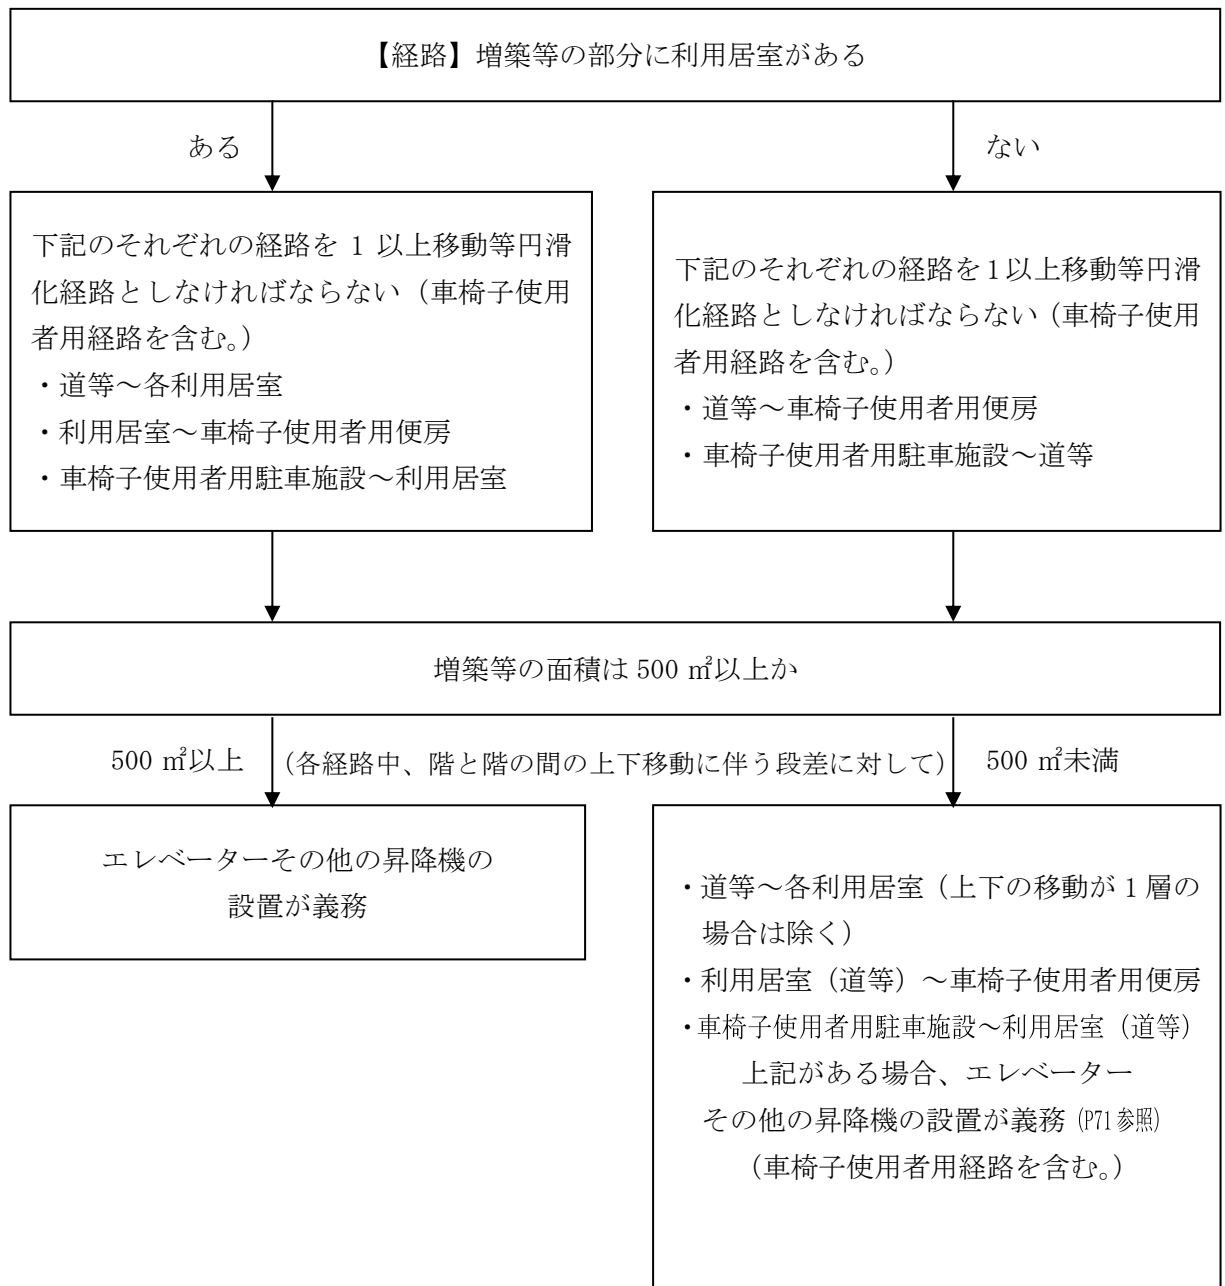 【経路】増築等の部分に利用居室がある
ある
ない
下記のそれぞれの経路を 1 以上移動等円滑
化経路としなければならない（車椅子使用
者用経路を含む。）
・道等～各利用居室
・利用居室～車椅子使用者用便房
・車椅子使用者用駐車施設～利用居室
下記のそれぞれの経路を1以上移動等円滑
化経路としなければならない（車椅子使用
者用経路を含む。）
・道等～車椅子使用者用便房
・車椅子使用者用駐車施設～道等
増築等の面積は 500 ㎡以上か
500 ㎡以上
（各経路中、階と階の間の上下移動に伴う段差に対して）
500 ㎡未満
エレベーターその他の昇降機の
設置が義務
・道等～各利用居室（上下の移動が 1 層の
場合は除く）
・利用居室（道等）～車椅子使用者用便房
・車椅子使用者用駐車施設～利用居室（道等）
上記がある場合、エレベーター
その他の昇降機の設置が義務 (P71参照)
（車椅子使用者用経路を含む。）